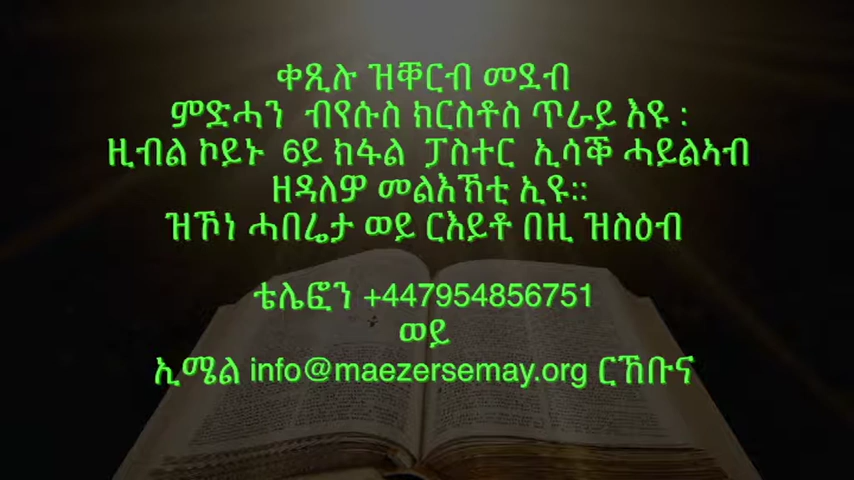 ቀጺሉ ዝቐርብ መደብ
ምድሓን ብየሱስ ክርስቶስ ጥራይ እዩ :
ዚብል ኮይኑ 6ይ ክፋል ፓስተር ኢሳቕ ሓይልኣብ
ዘዳለዎ መልእኽቲ ኢዩ።
ዝኾነ ሓበሬታ ወይ ርእይቶ በዚ ዝስዕብ
ቴሌፎን +447954856751
ወይ
ኢሜል info@maezersemay.org ርኸቡና